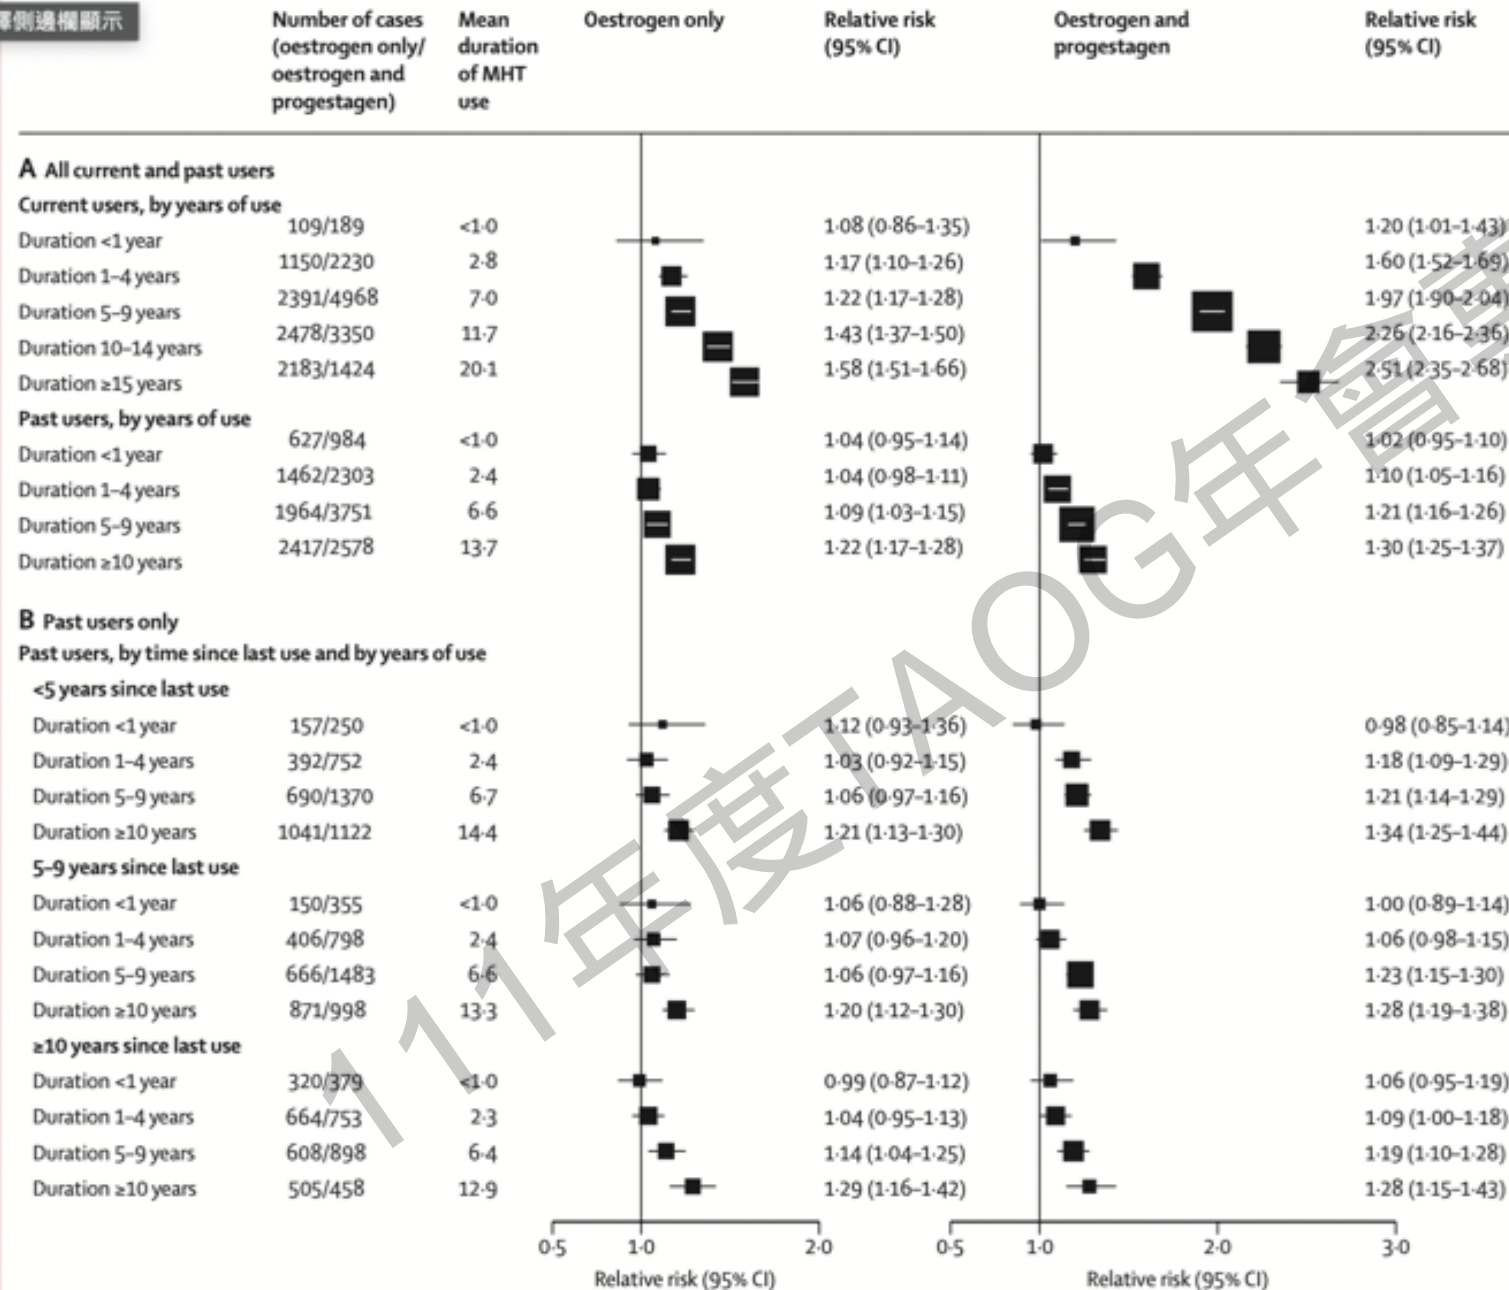 擇側邊欄顯示
Number of cases (oestrogen only/ oestrogen and progestagen) Mean duration of MHT use Oestrogen only Relative risk (95% CI) Oestrogen and progestagen Relative risk (95% CI)
A All current and past users
Current users, by years of use
Duration <1 year 109/189 <1·0 1·08 (0·86–1·35) 1·20 (1·01–1·43)
Duration 1–4 years 1150/2230 2·8 1·17 (1·10–1·26) 1·60 (1·52–1·69)
Duration 5–9 years 2391/4968 7·0 1·22 (1·17–1·28) 1·97 (1·90–2·04)
Duration 10–14 years 2478/3350 11·7 1·43 (1·37–1·50) 2·26 (2·16–2·36)
Duration ≥15 years 2183/1424 20·1 1·58 (1·51–1·66) 2·51 (2·35–2·68)
Past users, by years of use
Duration <1 year 627/984 <1·0 1·04 (0·95–1·14) 1·02 (0·95–1·10)
Duration 1–4 years 1462/2303 2·4 1·04 (0·98–1·11) 1·10 (1·05–1·16)
Duration 5–9 years 1964/3751 6·6 1·09 (1·03–1·15) 1·21 (1·16–1·26)
Duration ≥10 years 2417/2578 13·7 1·22 (1·17–1·28) 1·30 (1·25–1·37)
B Past users only
Past users, by time since last use and by years of use
<5 years since last use
Duration <1 year 157/250 <1·0 1·12 (0·93–1·36) 0·98 (0·85–1·14)
Duration 1–4 years 392/752 2·4 1·03 (0·92–1·15) 1·18 (1·09–1·29)
Duration 5–9 years 690/1370 6·7 1·06 (0·97–1·16) 1·21 (1·14–1·29)
Duration ≥10 years 1041/1122 14·4 1·21 (1·13–1·30) 1·34 (1·25–1·44)
5–9 years since last use
Duration <1 year 150/355 <1·0 1·06 (0·88–1·28) 1·00 (0·89–1·14)
Duration 1–4 years 406/798 2·4 1·07 (0·96–1·20) 1·06 (0·98–1·15)
Duration 5–9 years 666/1483 6·6 1·06 (0·97–1·16) 1·23 (1·15–1·30)
Duration ≥10 years 871/998 13·3 1·20 (1·12–1·30) 1·28 (1·19–1·38)
≥10 years since last use
Duration <1 year 320/379 <1·0 0·99 (0·87–1·12) 1·06 (0·95–1·19)
Duration 1–4 years 664/753 2·3 1·04 (0·95–1·13) 1·09 (1·00–1·18)
Duration 5–9 years 608/898 6·4 1·14 (1·04–1·25) 1·19 (1·10–1·28)
Duration ≥10 years 505/458 12·9 1·29 (1·16–1·42) 1·28 (1·15–1·43)
0·5 1·0 2·0 0·5 1·0 2·0 3·0
Relative risk (95% CI) Relative risk (95% CI)
111年度TAOG年會